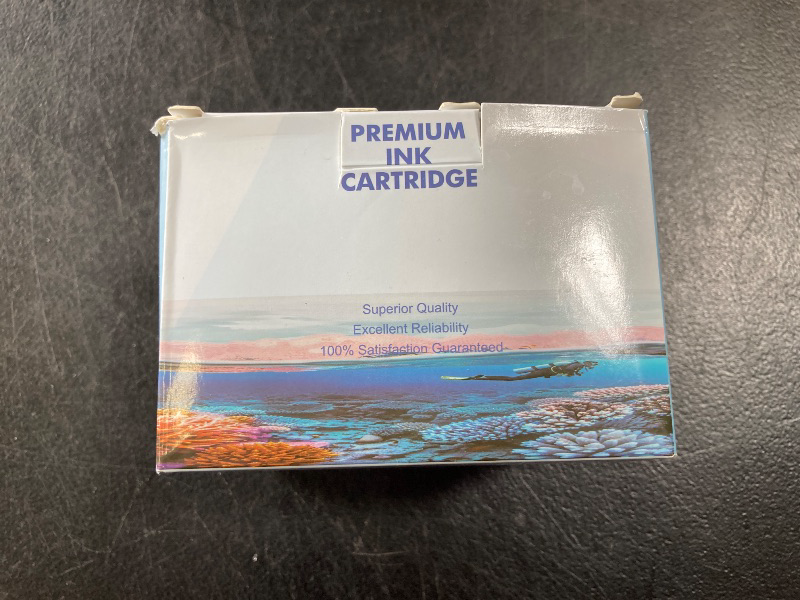 PREMIUM
INK
CARTRIDGE
Superior Quality
Excellent Reliability
100% Satisfaction Guaranteed